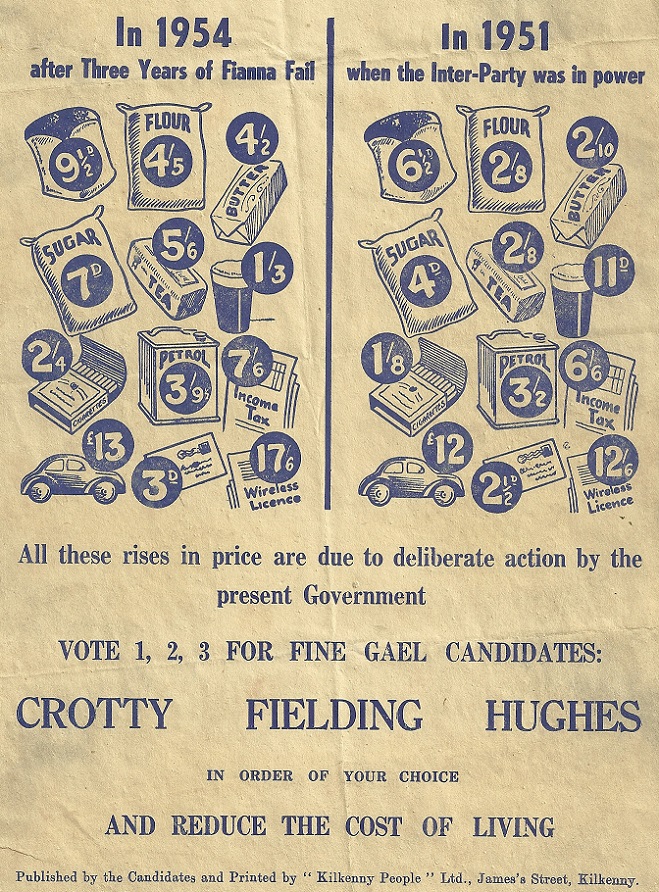 In 1954
after Three Years of Fianna Fail
9½D
FLOUR
4/5
4/2
BUTTER
SUGAR
7D
5/6
TEA
1/3
2/4
CIGARETTES
PETROL
3/9½
7/6
Income
Tax
£13
3D
17/6
Wireless
Licence
In 1951
when the Inter-Party was in power
6½D
FLOUR
2/8
2/10
BUTTER
SUGAR
4D
2/8
TEA
11D
1/8
CIGARETTES
PETROL
3/2
6/6
Income
Tax
£12
2½D
12/6
Wireless
Licence
All these rises in price are due to deliberate action by the
present Government
VOTE 1, 2, 3 FOR FINE GAEL CANDIDATES:
CROTTY FIELDING HUGHES
IN ORDER OF YOUR CHOICE
AND REDUCE THE COST OF LIVING
Published by the Candidates and Printed by " Kilkenny People " Ltd., James's Street, Kilkenny.